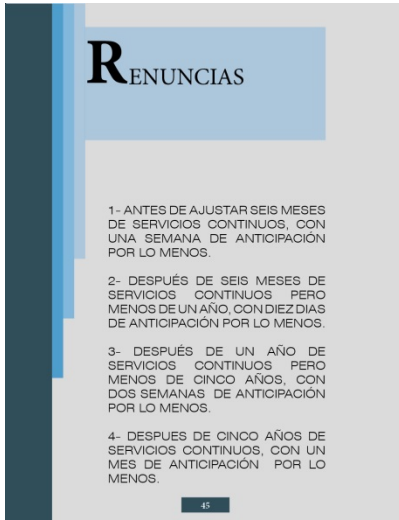 RENUNCIAS
1- ANTES DE AJUSTAR SEIS MESES
DE SERVICIOS CONTINUOS, CON
UNA SEMANA DE ANTICIPACIÓN
POR LO MENOS.
2- DESPUÉS DE SEIS MESES DE
SERVICIOS CONTINUOS PERO
MENOS DE UN AÑO, CON DIEZ DIAS
DE ANTICIPACIÓN POR LO MENOS.
3- DESPUÉS DE UN AÑO DE
SERVICIOS CONTINUOS PERO
MENOS DE CINCO AÑOS, CON
DOS SEMANAS DE ANTICIPACIÓN
POR LO MENOS.
4- DESPUES DE CINCO AÑOS DE
SERVICIOS CONTINUOS, CON UN
MES DE ANTICIPACIÓN POR LO
MENOS.
45